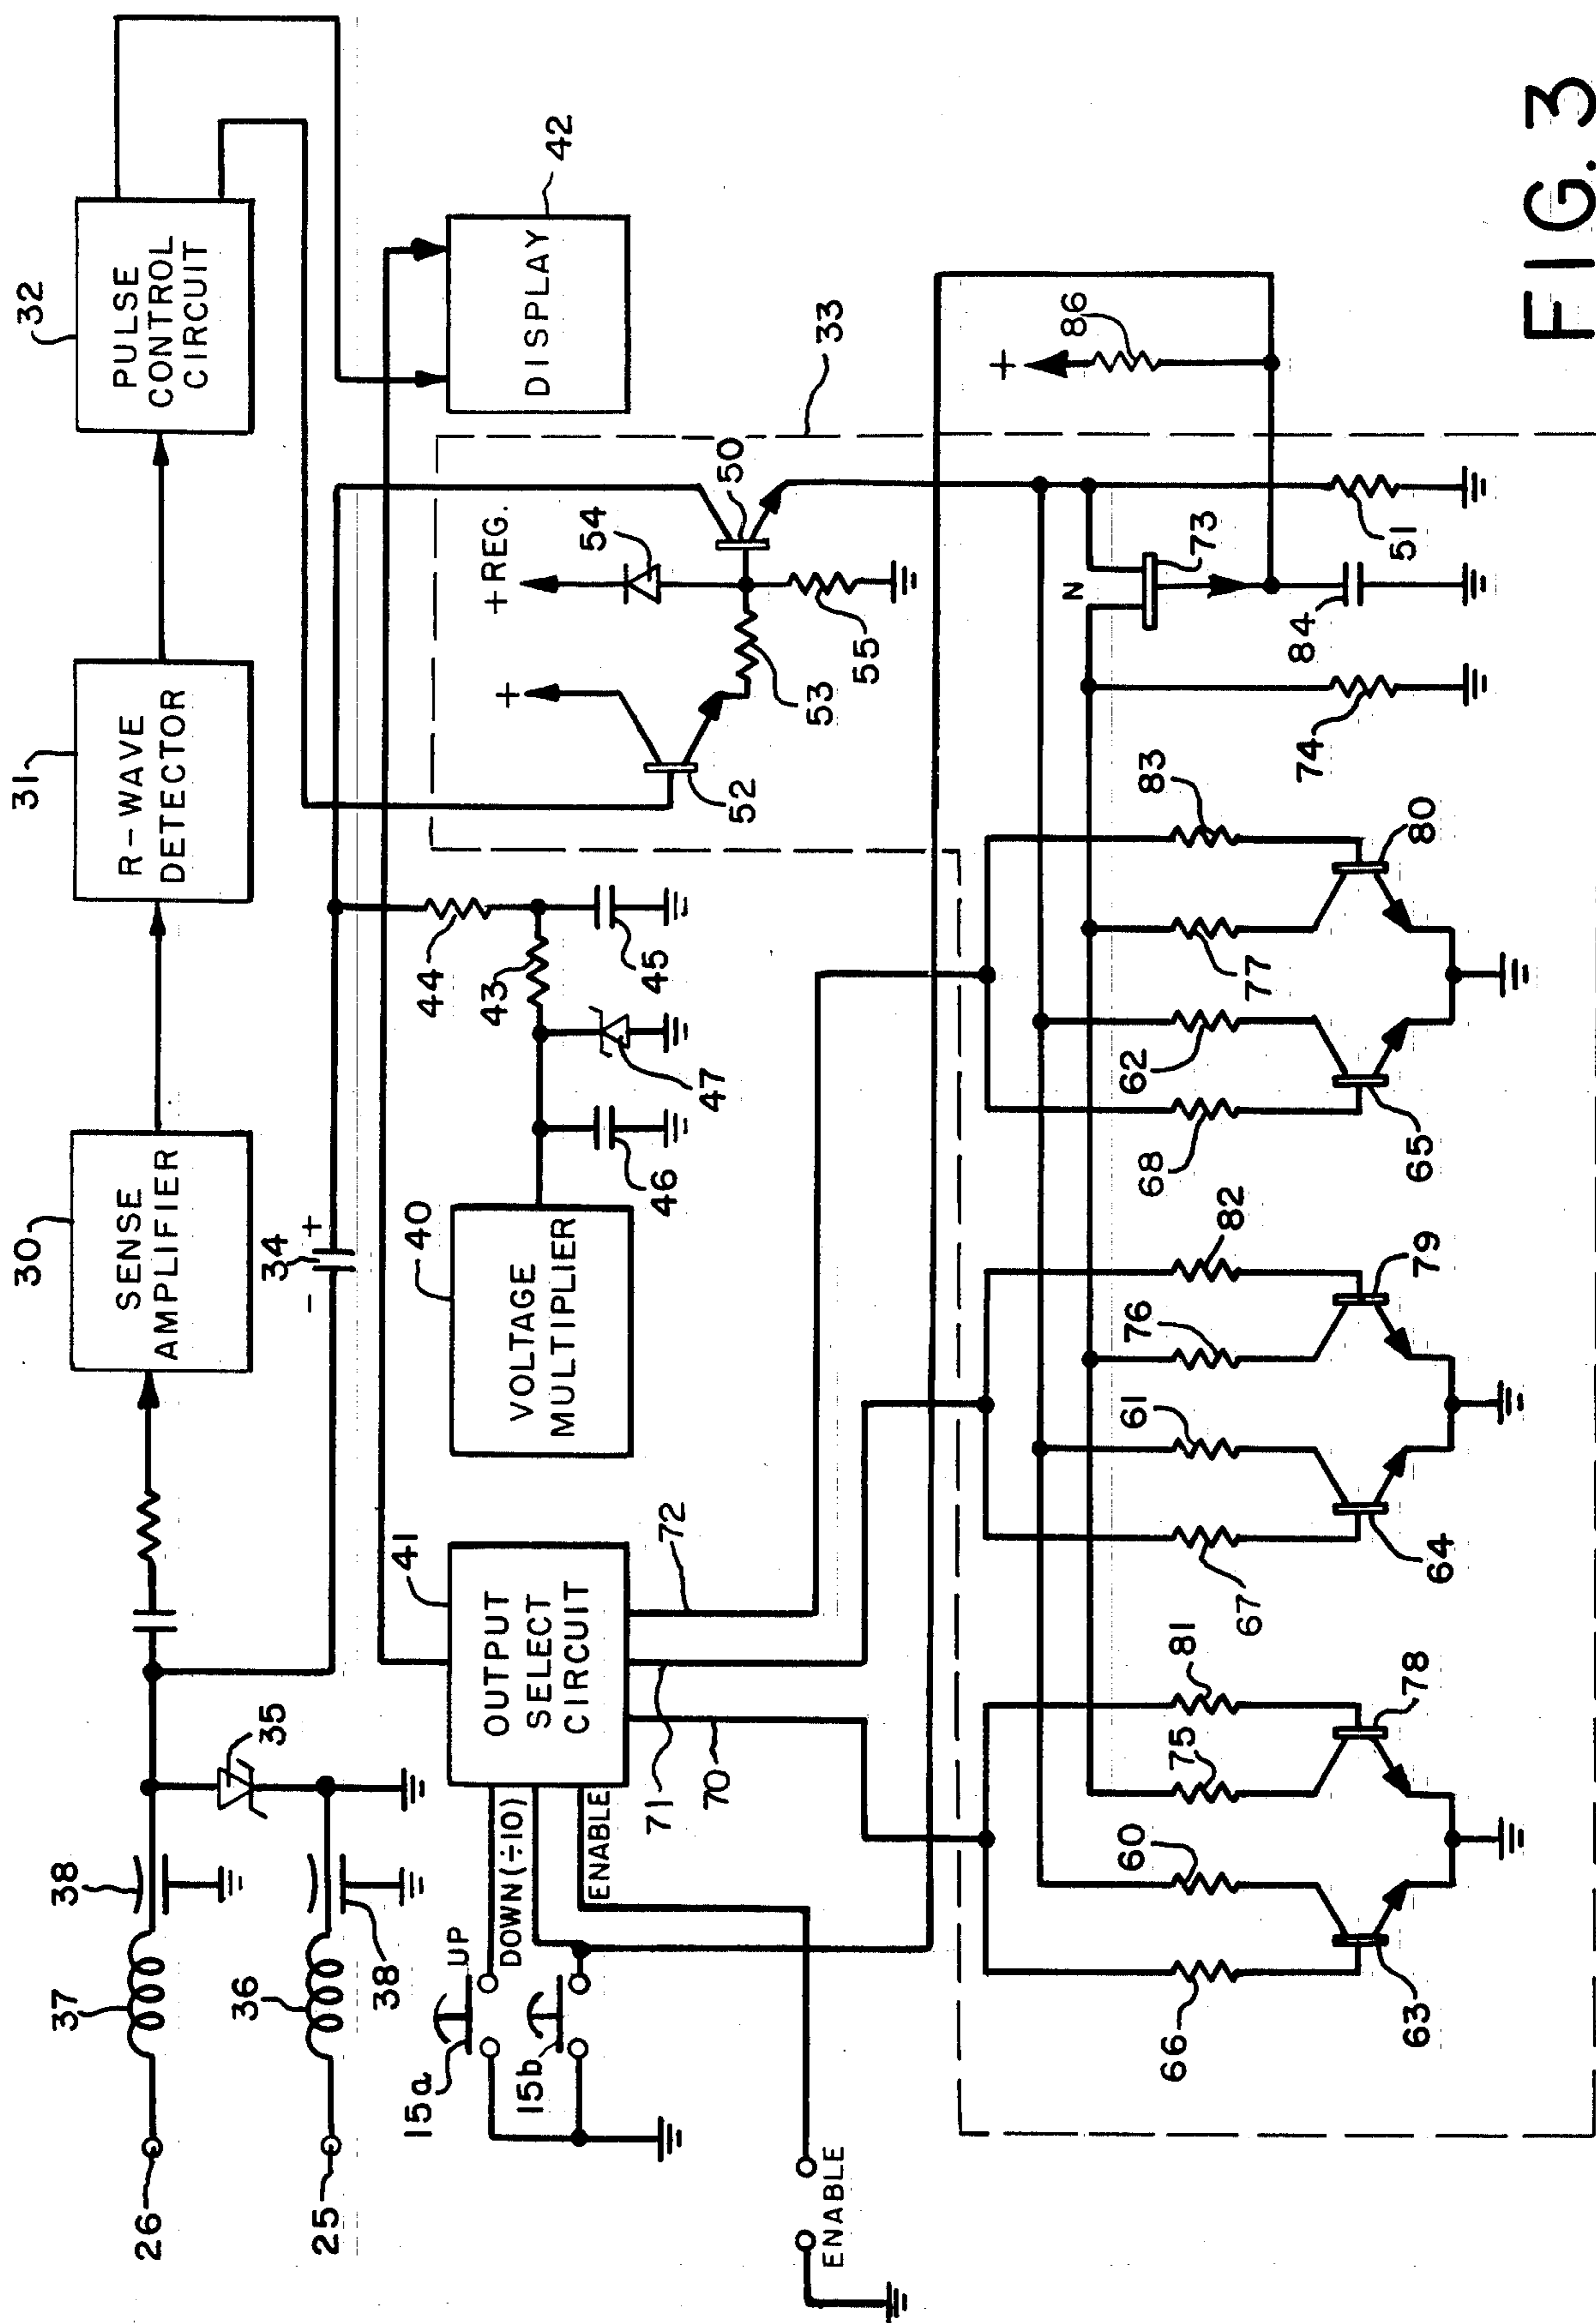 26
37
38
35
25
36
38
30
SENSE
AMPLIFIER
31
R-WAVE
DETECTOR
32
PULSE
CONTROL
CIRCUIT
- 34 +
15a
UP
15b
DOWN(÷10)
ENABLE
ENABLE
41
OUTPUT
SELECT
CIRCUIT
70
71
72
40
VOLTAGE
MULTIPLIER
46
47
43
44
45
42
DISPLAY
33
+
52
53
+REG.
54
55
50
66
60
75
81
63
78
67
61
76
82
64
79
68
62
77
83
65
80
74
N
73
84
51
+
86
FIG. 3